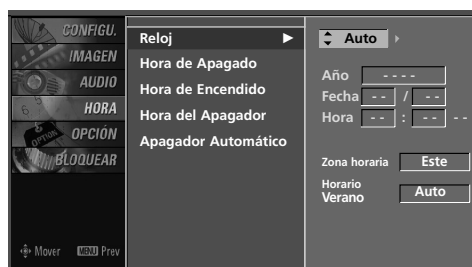 CONFIGU.
IMAGEN
AUDIO
HORA
OPCIÓN
BLOQUEAR
Mover MENU Prev
Reloj ▶
Hora de Apagado
Hora de Encendido
Hora del Apagador
Apagador Automático
Auto
Año - - - -
Fecha - - / - -
Hora - - : - - - -
Zona horaria Este
Horario
Verano Auto